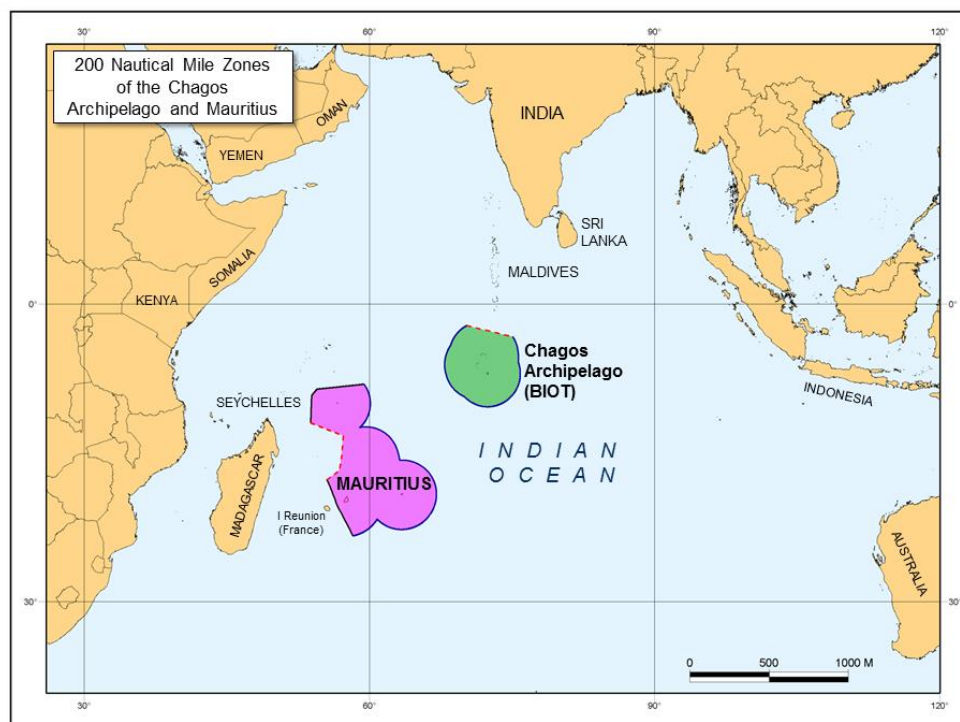 30°
60°
90°
120°
200 Nautical Mile Zones
of the Chagos
Archipelago and Mauritius
OMAN
YEMEN
INDIA
SRI
LANKA
MALDIVES
SOMALIA
KENYA
0°
0°
Chagos
Archipelago
(BIOT)
SEYCHELLES
INDONESIA
INDIAN
OCEAN
MADAGASCAR
MAURITIUS
I Reunion
(France)
AUSTRALIA
30°
30°
0
500
1000 M
30°
60°
90°
120°